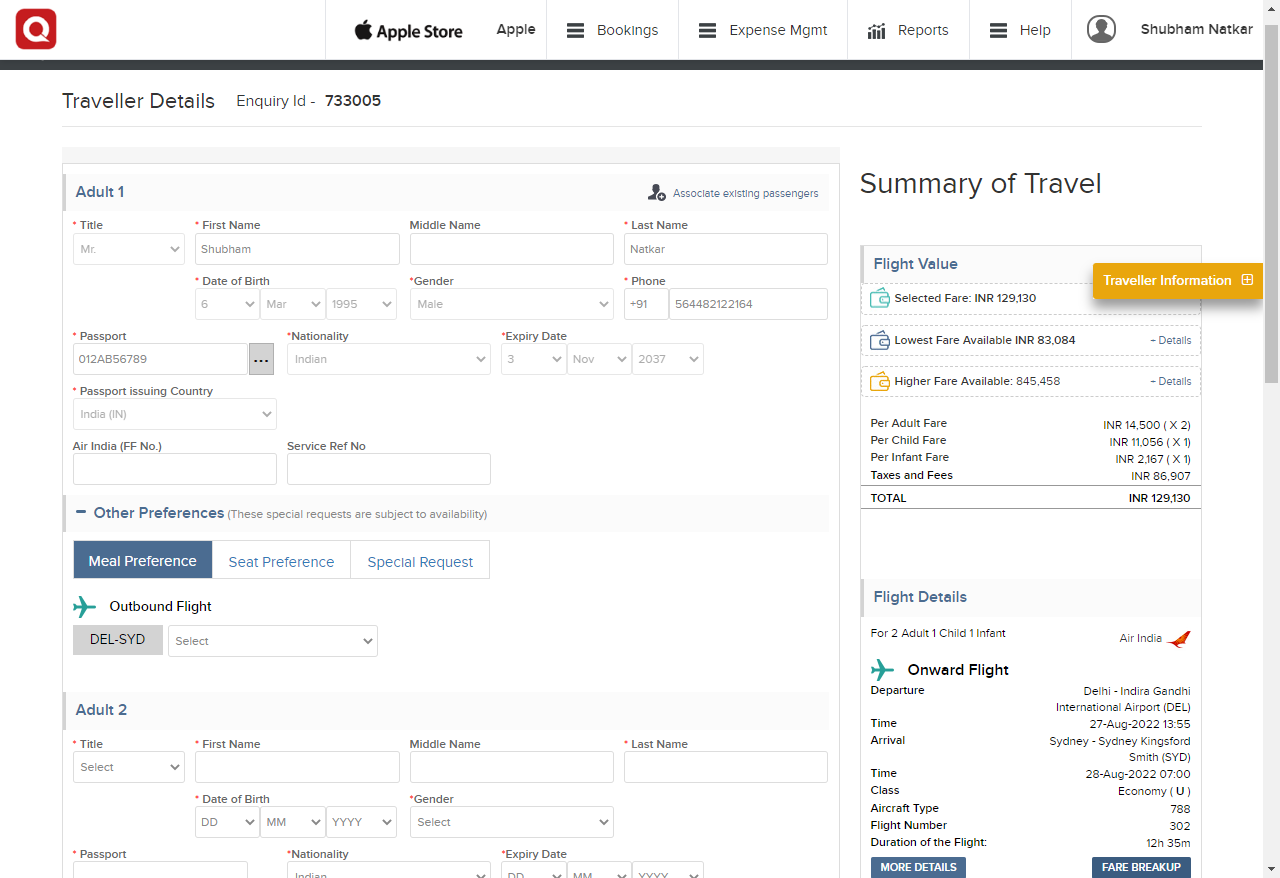 Q
Apple Store
Apple
Bookings
Expense Mgmt
Reports
Help
Shubham Natkar
Traveller Details
Enquiry Id - 733005
Adult 1
Associate existing passengers
* Title
* First Name
Middle Name
* Last Name
Mr.
Shubham
Natkar
* Date of Birth
*Gender
* Phone
6
Mar
1995
Male
+91
564482122164
* Passport
*Nationality
*Expiry Date
012AB56789
...
Indian
3
Nov
2037
* Passport issuing Country
India (IN)
Air India (FF No.)
Service Ref No
Other Preferences (These special requests are subject to availability)
Meal Preference
Seat Preference
Special Request
Outbound Flight
DEL-SYD
Select
Adult 2
* Title
* First Name
Middle Name
* Last Name
Select
* Date of Birth
*Gender
DD
MM
YYYY
Select
* Passport
*Nationality
*Expiry Date
Indian
DD
MM
YYYY
Summary of Travel
Flight Value
Traveller Information
Selected Fare: INR 129,130
Lowest Fare Available INR 83,084
+ Details
Higher Fare Available: 845,458
+ Details
Per Adult Fare INR 14,500 ( X 2)
Per Child Fare INR 11,056 ( X 1)
Per Infant Fare INR 2,167 ( X 1)
Taxes and Fees INR 86,907
TOTAL INR 129,130
Flight Details
For 2 Adult 1 Child 1 Infant
Air India
Onward Flight
Departure Delhi - Indira Gandhi
International Airport (DEL)
Time 27-Aug-2022 13:55
Arrival Sydney - Sydney Kingsford
Smith (SYD)
Time 28-Aug-2022 07:00
Class Economy ( U )
Aircraft Type 788
Flight Number 302
Duration of the Flight: 12h 35m
MORE DETAILS
FARE BREAKUP